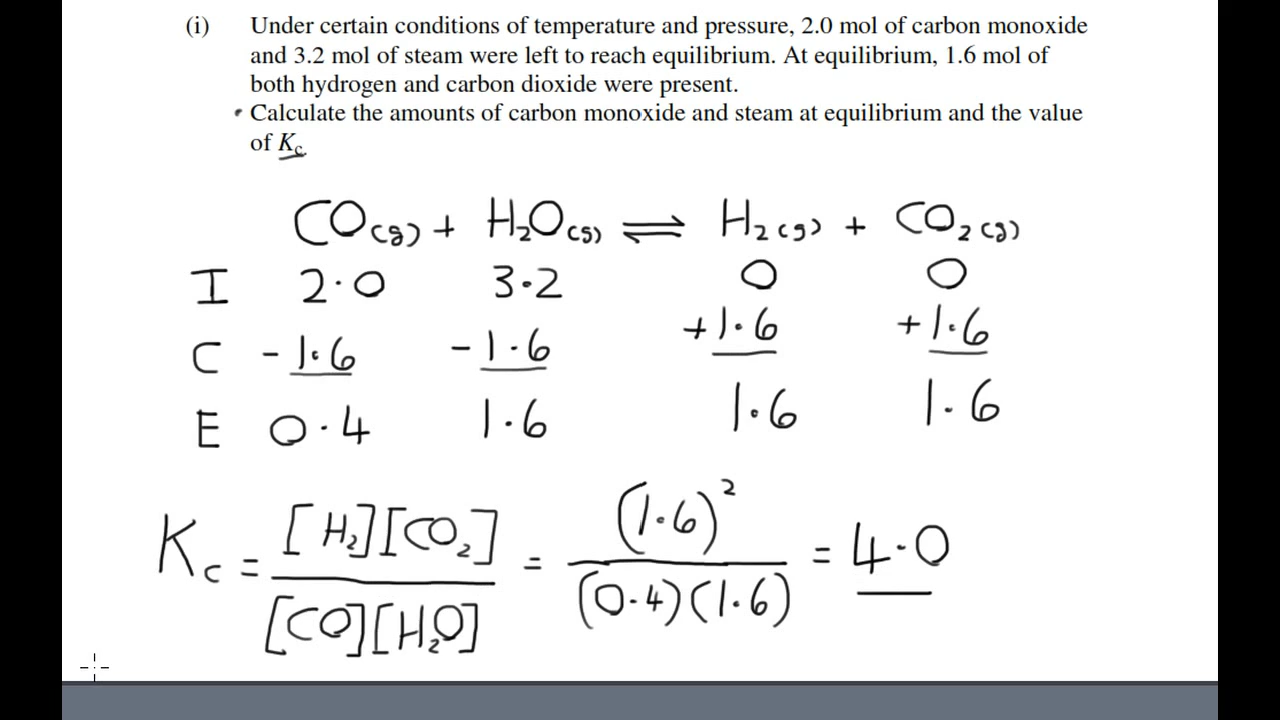 (i) Under certain conditions of temperature and pressure, 2.0 mol of carbon monoxide
and 3.2 mol of steam were left to reach equilibrium. At equilibrium, 1.6 mol of
both hydrogen and carbon dioxide were present.
Calculate the amounts of carbon monoxide and steam at equilibrium and the value
of Kc
CO(g) + H₂O(g) ⇌ H₂(g) + CO₂(g)
I 2.0 3.2 0 0
C -1.6 -1.6 +1.6 +1.6
E 0.4 1.6 1.6 1.6
Kc = [H₂][CO₂] / [CO][H₂O] = (1.6)² / (0.4)(1.6) = 4.0